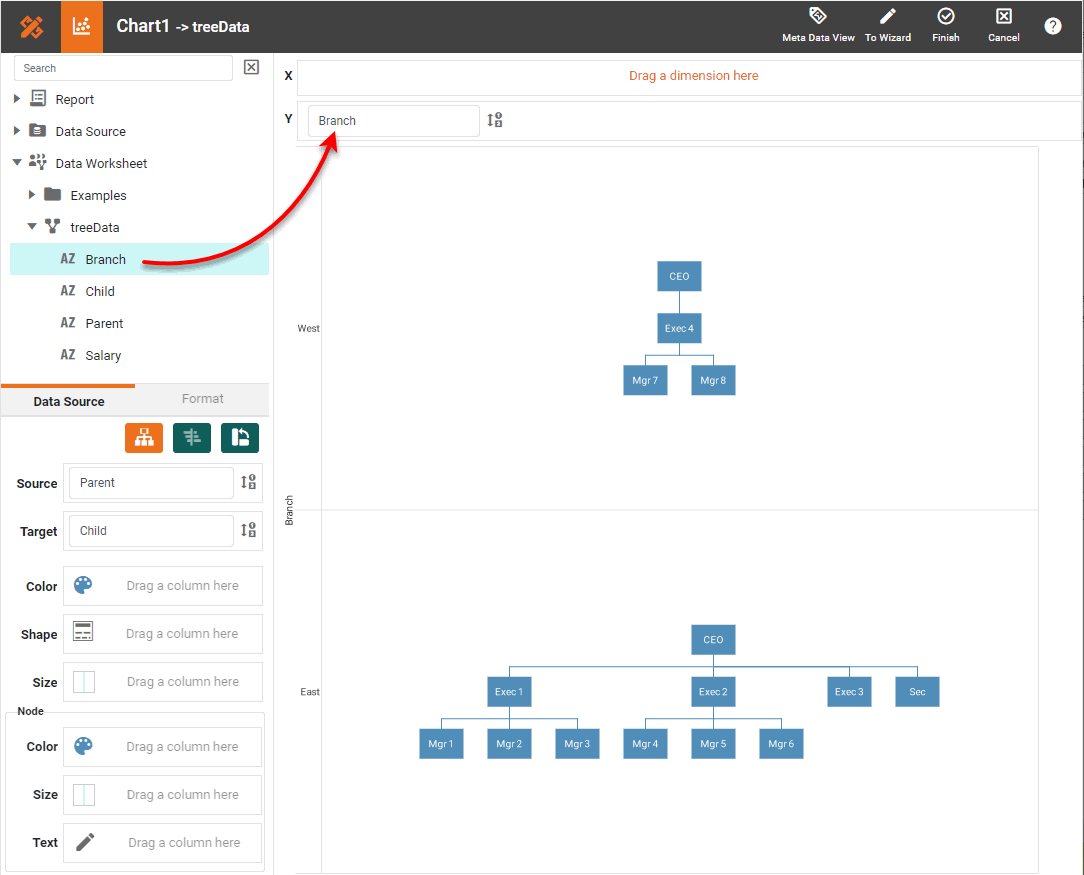 Chart1 -> treeData
Meta Data View
To Wizard
Finish
Cancel
?
Search
Report
Data Source
Data Worksheet
Examples
treeData
AZ Branch
AZ Child
AZ Parent
AZ Salary
Data Source
Format
Source
Parent
Target
Child
Color
Drag a column here
Shape
Drag a column here
Size
Drag a column here
Node
Color
Drag a column here
Size
Drag a column here
Text
Drag a column here
X
Drag a dimension here
Y
Branch
Branch
West
CEO
Exec 4
Mgr 7
Mgr 8
East
CEO
Exec 1
Exec 2
Exec 3
Sec
Mgr 1
Mgr 2
Mgr 3
Mgr 4
Mgr 5
Mgr 6